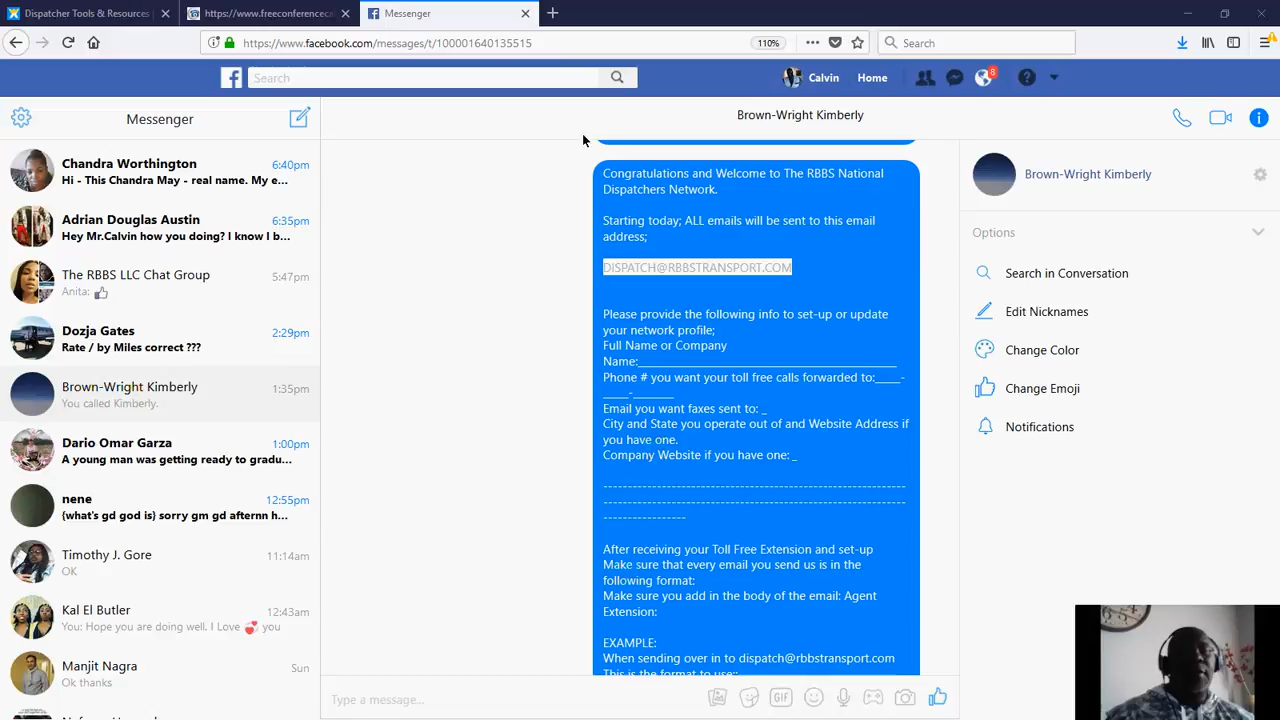 Dispatcher Tools & Resources |
https://www.freeconferenceca
Messenger
https://www.facebook.com/messages/t/100001640135515
110%
Search
Search
Calvin
Home
8
Messenger
Brown-Wright Kimberly
Chandra Worthington
6:40pm
Hi - This Chandra May - real name. My e...
Adrian Douglas Austin
6:35pm
Hey Mr.Calvin how you doing? I know I b...
The RBBS LLC Chat Group
5:47pm
Anita:
Dozja Gates
2:29pm
Rate / by Miles correct ???
Brown-Wright Kimberly
1:35pm
You called Kimberly.
Dario Omar Garza
1:00pm
A young man was getting ready to gradu...
nene
12:55pm
{what's gd god is} sorry gm gd afternn h...
Timothy J. Gore
11:14am
OK
Kal El Butler
12:43am
You: Hope you are doing well. I Love 💞 you
Manjit Nagra
Sun
Ok thanks
Congratulations and Welcome to The RBBS National
Dispatchers Network.
Starting today; ALL emails will be sent to this email
address;
DISPATCH@RBBSTRANSPORT.COM
Please provide the following info to set-up or update
your network profile;
Full Name or Company
Name:_____________________________________
Phone # you want your toll free calls forwarded to:____-
____-______
Email you want faxes sent to: _
City and State you operate out of and Website Address if
you have one.
Company Website if you have one: _
--------------------------------------------------------------
--------------------------------------------------------------
-----------------
After receiving your Toll Free Extension and set-up
Make sure that every email you send us is in the
following format:
Make sure you add in the body of the email: Agent
Extension:
EXAMPLE:
When sending over in to dispatch@rbbstransport.com
This is the format to use::
Type a message...
GIF
Brown-Wright Kimberly
Options
Search in Conversation
Edit Nicknames
Change Color
Change Emoji
Notifications